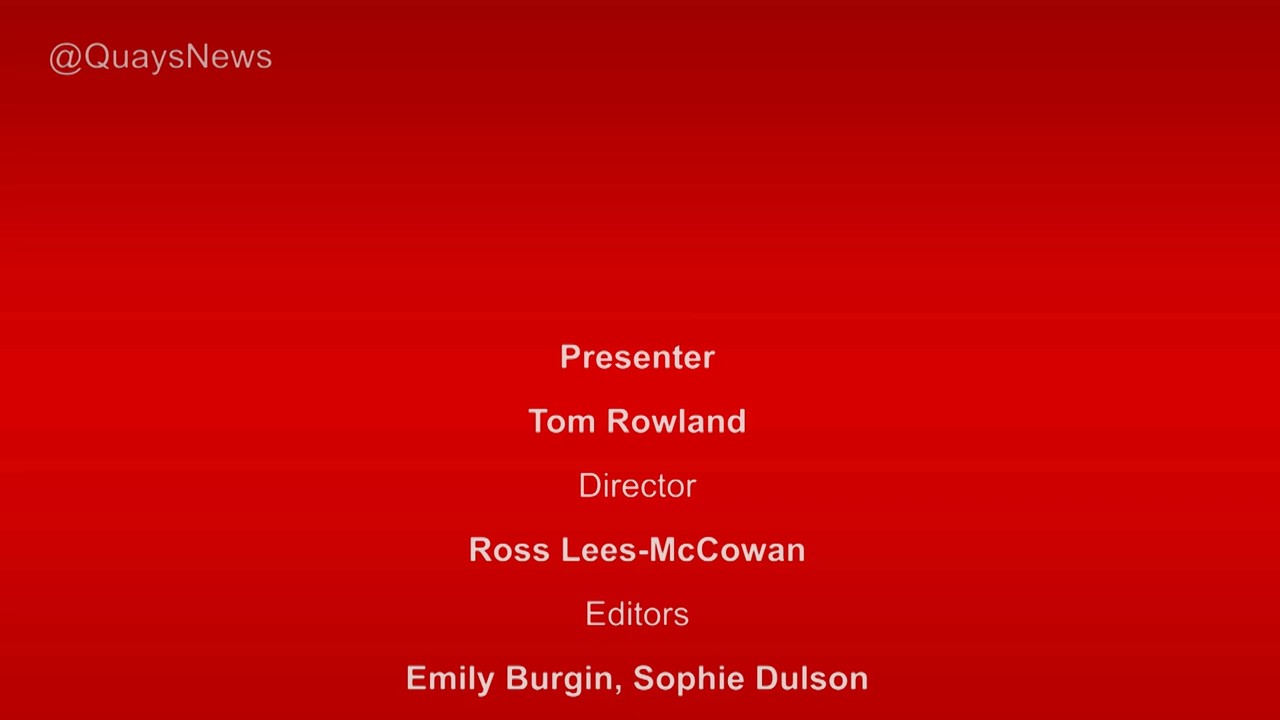 @QuaysNews
Presenter
Tom Rowland
Director
Ross Lees-McCowan
Editors
Emily Burgin, Sophie Dulson